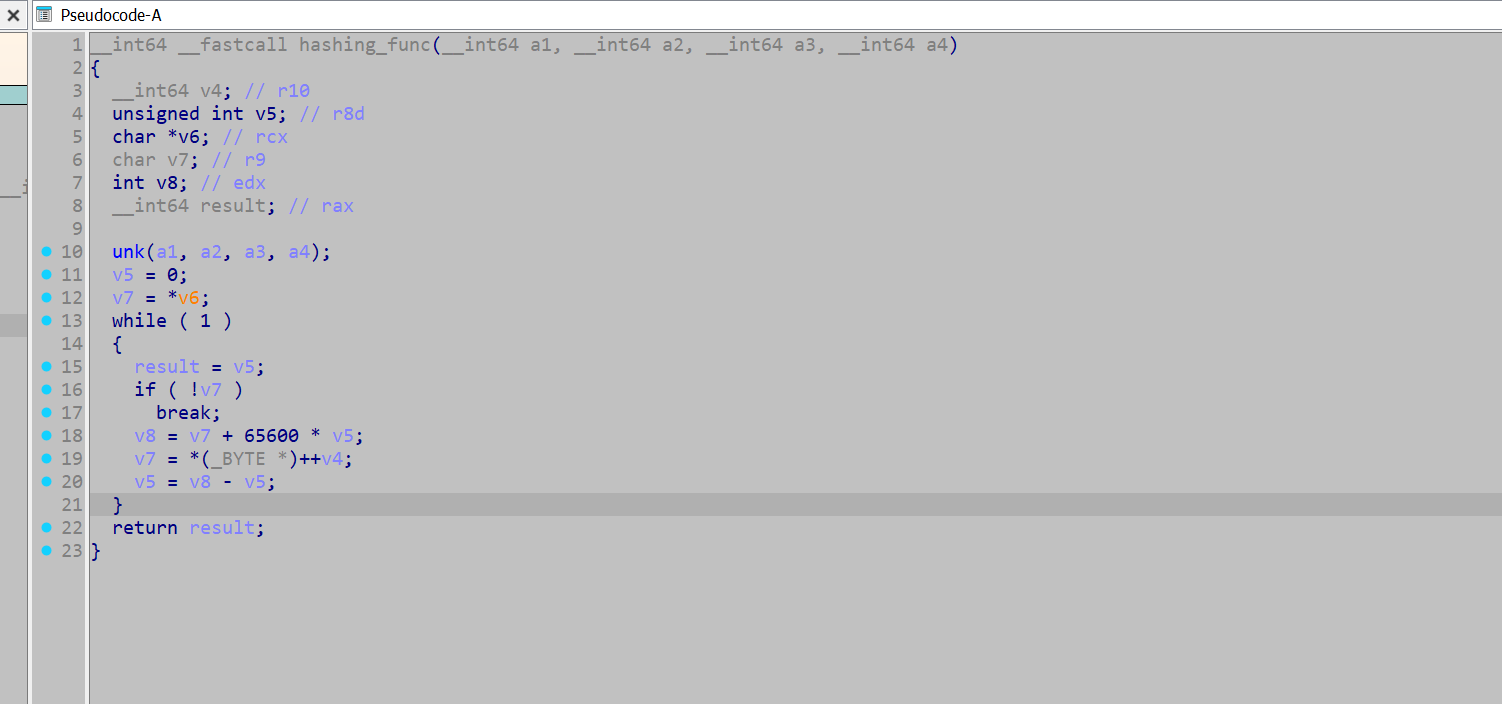 Pseudocode-A
1 __int64 __fastcall hashing_func(__int64 a1, __int64 a2, __int64 a3, __int64 a4)
2 {
3 __int64 v4; // r10
4 unsigned int v5; // r8d
5 char *v6; // rcx
6 char v7; // r9
7 int v8; // edx
8 __int64 result; // rax
9
10 unk(a1, a2, a3, a4);
11 v5 = 0;
12 v7 = *v6;
13 while ( 1 )
14 {
15 result = v5;
16 if ( !v7 )
17 break;
18 v8 = v7 + 65600 * v5;
19 v7 = *(_BYTE *)++v4;
20 v5 = v8 - v5;
21 }
22 return result;
23 }